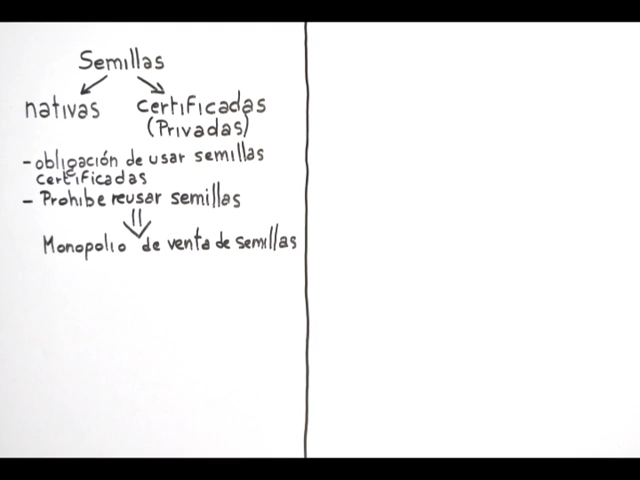 Semillas
nativas certificadas
(Privadas)
- obligación de usar semillas
certificadas
- Prohibe reusar semillas
Monopolio de venta de semillas